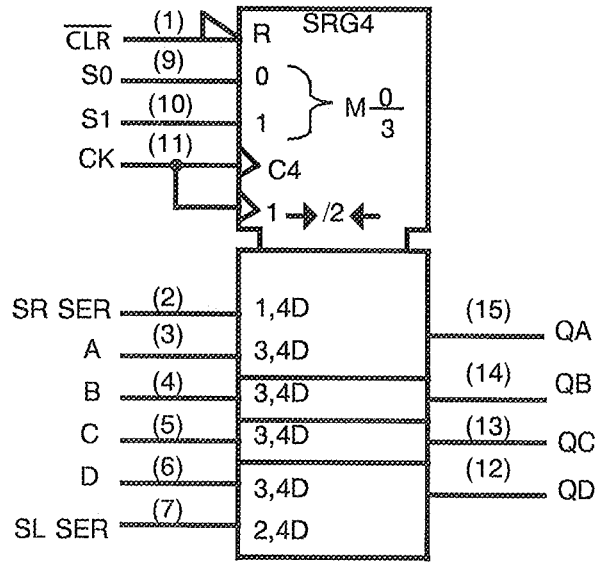 CLR (1) R SRG4
S0 (9) 0
S1 (10) 1 M 0/3
CK (11) C4
1 /2
SR SER (2) 1,4D
A (3) 3,4D (15) QA
B (4) 3,4D (14) QB
C (5) 3,4D (13) QC
D (6) 3,4D (12) QD
SL SER (7) 2,4D